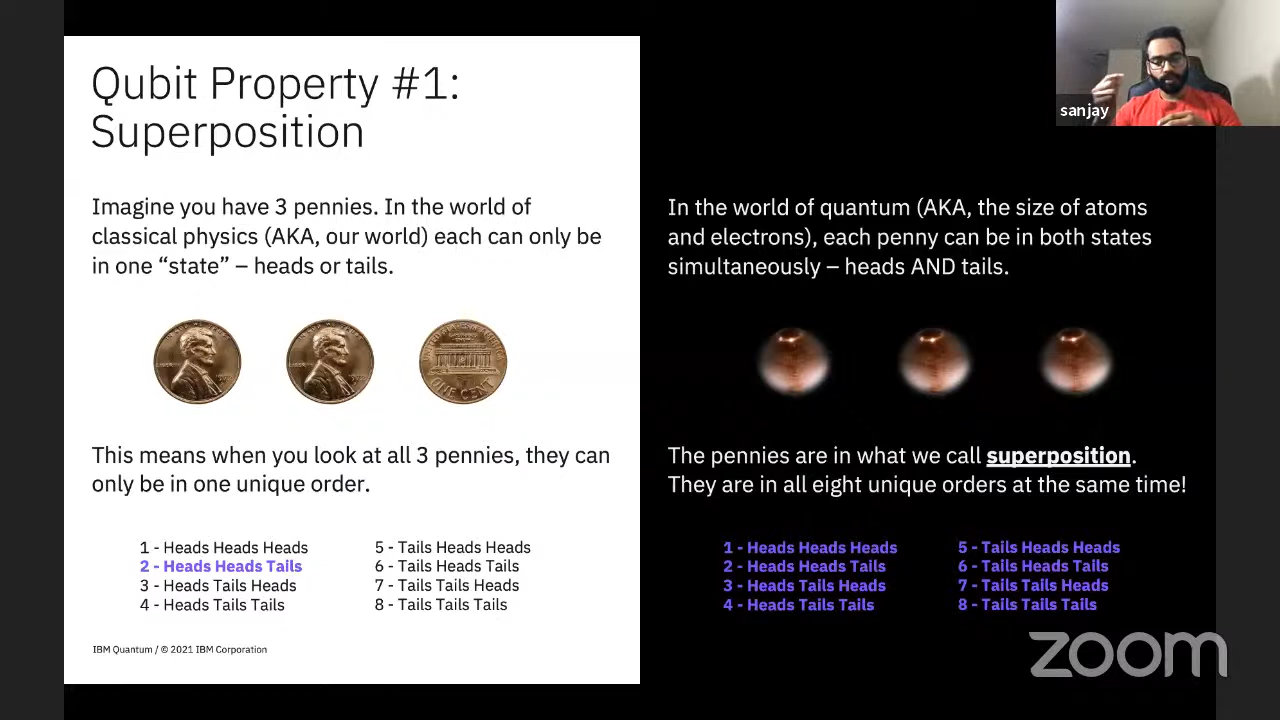 Qubit Property #1:
Superposition
Imagine you have 3 pennies. In the world of
classical physics (AKA, our world) each can only be
in one “state” – heads or tails.
ONE CENT
This means when you look at all 3 pennies, they can
only be in one unique order.
1 - Heads Heads Heads
2 - Heads Heads Tails
3 - Heads Tails Heads
4 - Heads Tails Tails
5 - Tails Heads Heads
6 - Tails Heads Tails
7 - Tails Tails Heads
8 - Tails Tails Tails
IBM Quantum / © 2021 IBM Corporation
sanjay
In the world of quantum (AKA, the size of atoms
and electrons), each penny can be in both states
simultaneously – heads AND tails.
The pennies are in what we call superposition.
They are in all eight unique orders at the same time!
1 - Heads Heads Heads
2 - Heads Heads Tails
3 - Heads Tails Heads
4 - Heads Tails Tails
5 - Tails Heads Heads
6 - Tails Heads Tails
7 - Tails Tails Heads
8 - Tails Tails Tails
zoom